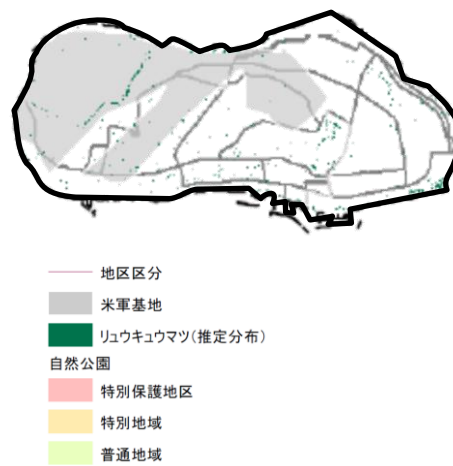 地区区分
米軍基地
リュウキュウマツ(推定分布)
自然公園
特別保護地区
特別地域
普通地域